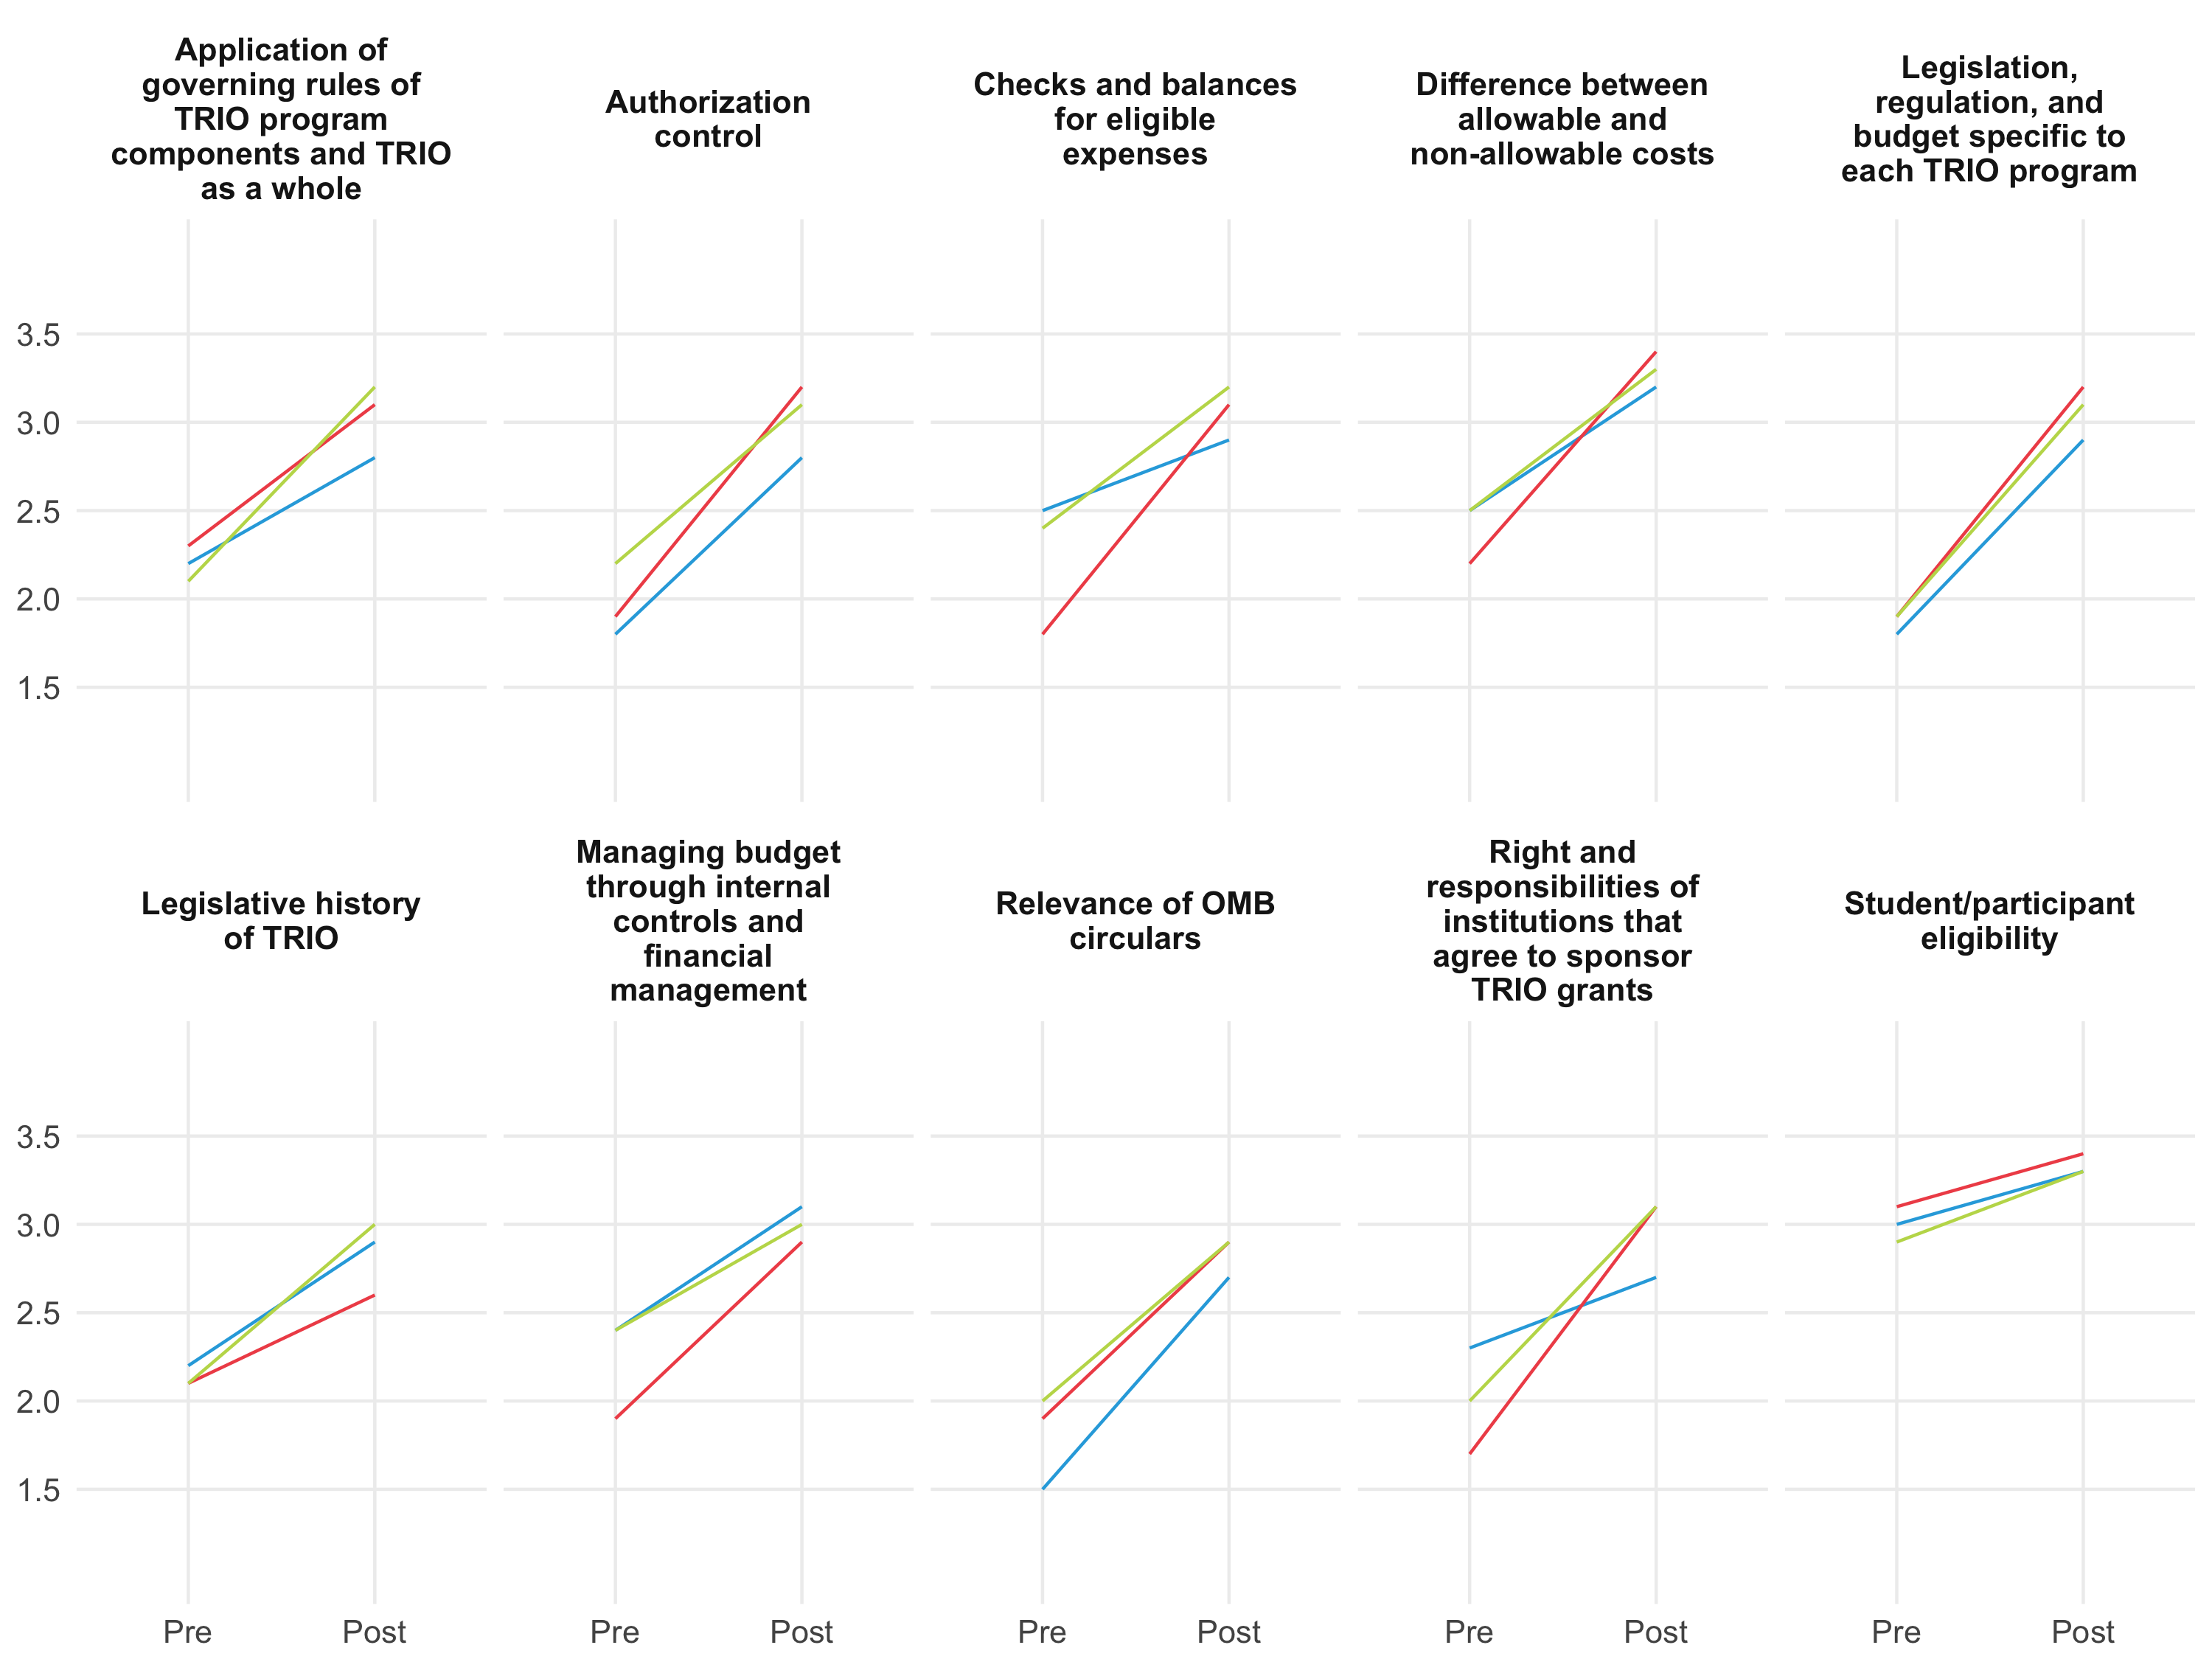 Application of
governing rules of
TRIO program
components and TRIO
as a whole
Authorization
control
Checks and balances
for eligible
expenses
Difference between
allowable and
non-allowable costs
Legislation,
regulation, and
budget specific to
each TRIO program
3.5
3.0
2.5
2.0
1.5
Legislative history
of TRIO
Managing budget
through internal
controls and
financial
management
Relevance of OMB
circulars
Right and
responsibilities of
institutions that
agree to sponsor
TRIO grants
Student/participant
eligibility
3.5
3.0
2.5
2.0
1.5
Pre Post Pre Post Pre Post Pre Post Pre Post